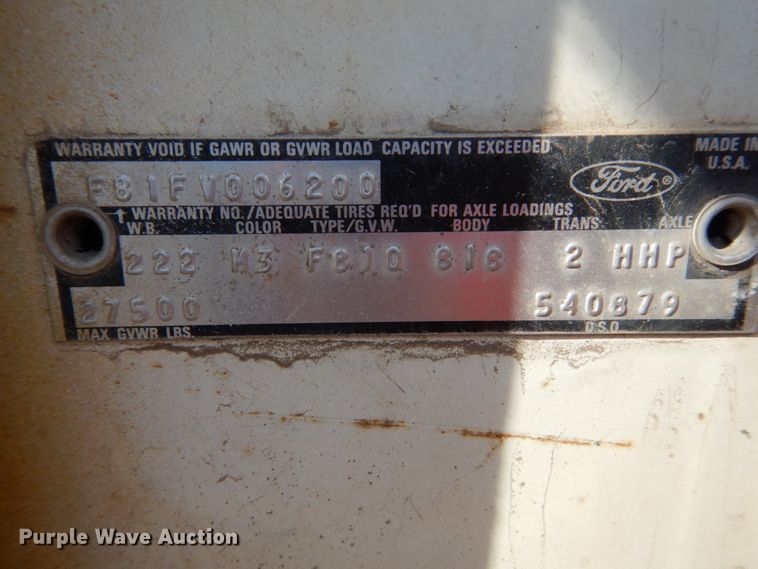 WARRANTY VOID IF GAWR OR GVWR LOAD CAPACITY IS EXCEEDED
MADE IN U.S.A.
F81FV006200
Ford
↑ WARRANTY NO./ADEQUATE TIRES REQ'D FOR AXLE LOADINGS
W.B. COLOR TYPE/G.V.W. BODY TRANS. AXLE
222 M3 F81Q 81C 2 HHP
27500 540879
MAX GVWR LBS. D.S.O.
Purple Wave Auction